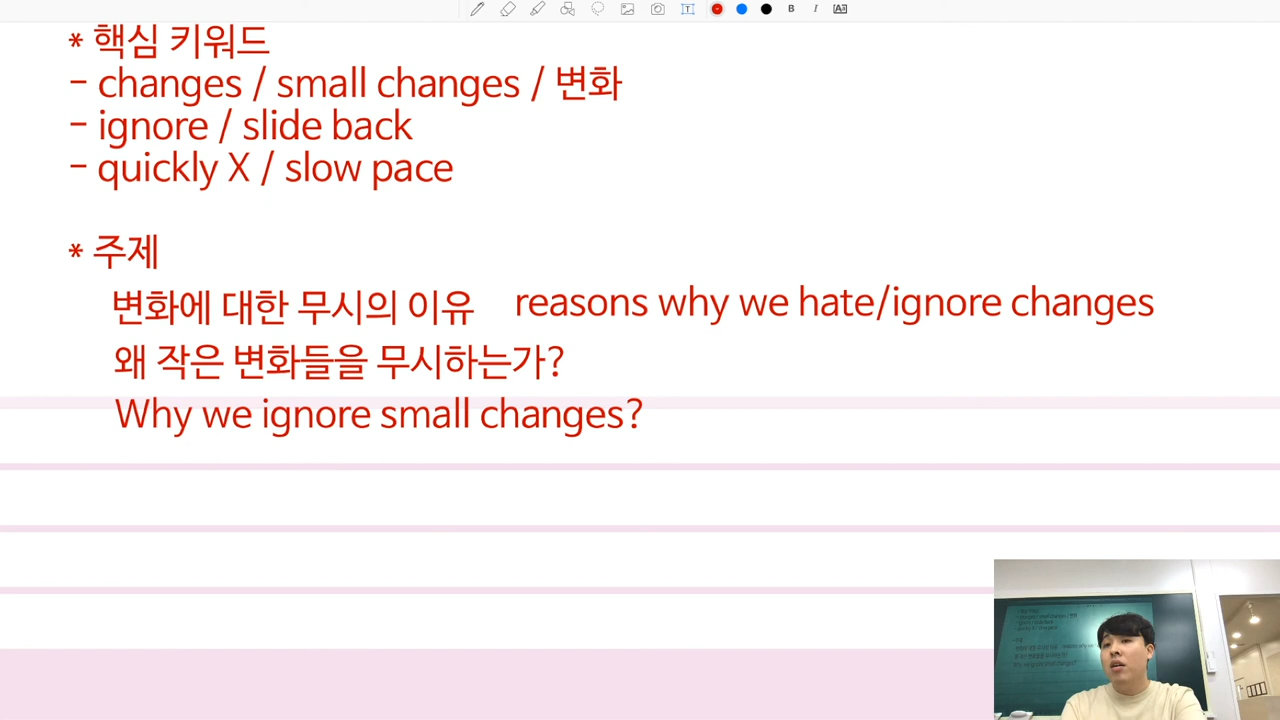 * 핵심 키워드
- changes / small changes / 변화
- ignore / slide back
- quickly X / slow pace
* 주제
변화에 대한 무시의 이유 reasons why we hate/ignore changes
왜 작은 변화들을 무시하는가?
Why we ignore small changes?